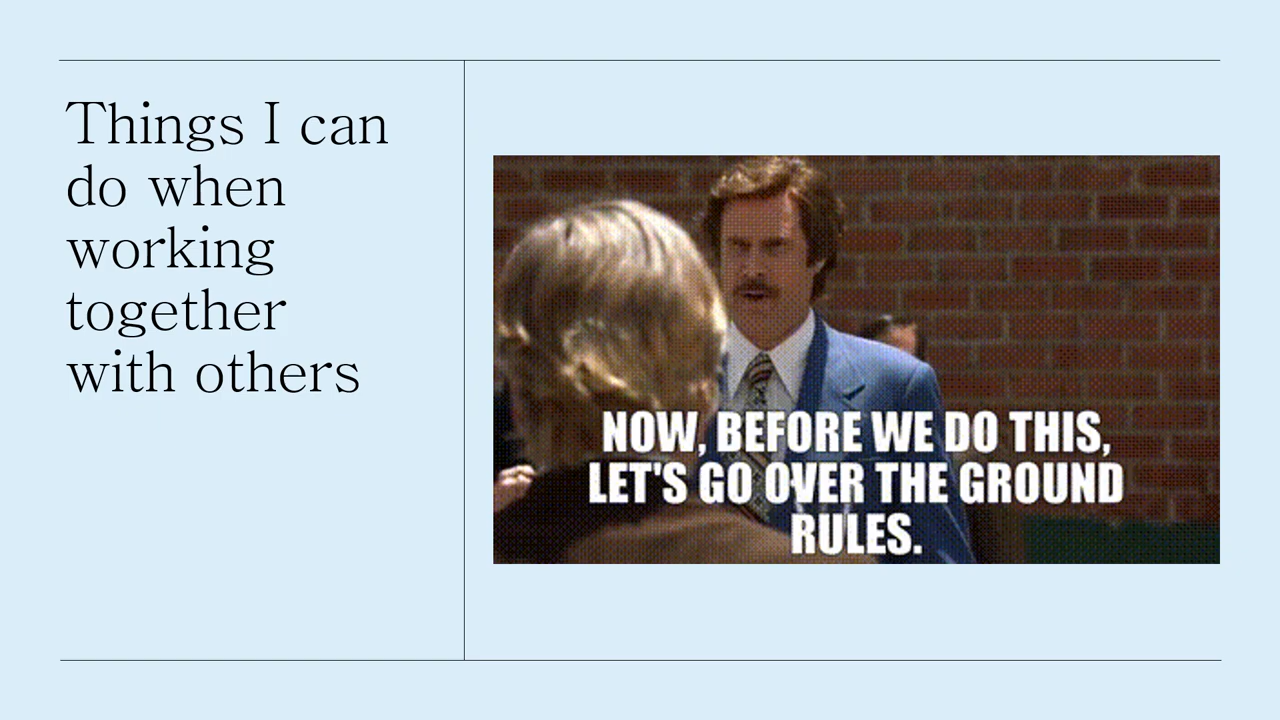 Things I can
do when
working
together
with others
NOW, BEFORE WE DO THIS,
LET'S GO OVER THE GROUND
RULES.